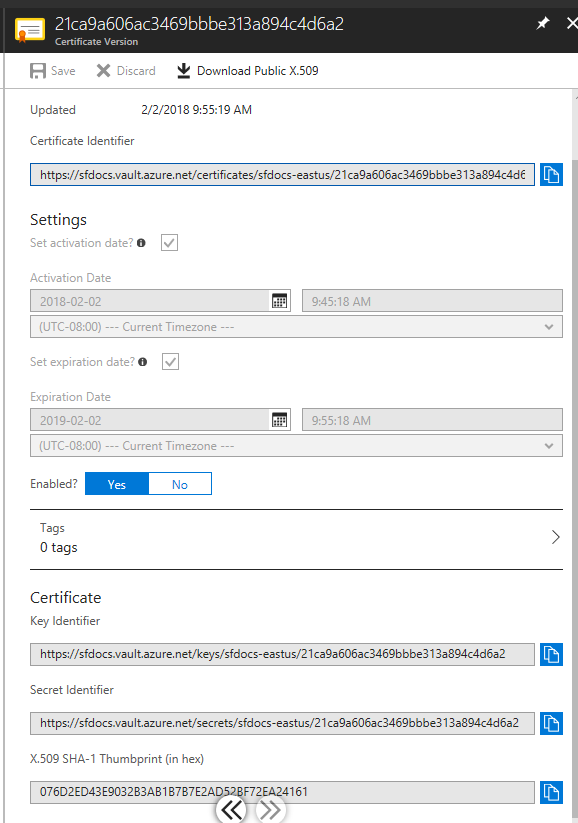 21ca9a606ac3469bbbe313a894c4d6a2
Certificate Version
Save Discard Download Public X.509
Updated 2/2/2018 9:55:19 AM
Certificate Identifier
https://sfdocs.vault.azure.net/certificates/sfdocs-eastus/21ca9a606ac3469bbbe313a894c4d6
Settings
Set activation date?
Activation Date
2018-02-02 9:45:18 AM
(UTC-08:00) --- Current Timezone ---
Set expiration date?
Expiration Date
2019-02-02 9:55:18 AM
(UTC-08:00) --- Current Timezone ---
Enabled? Yes No
Tags
0 tags
Certificate
Key Identifier
https://sfdocs.vault.azure.net/keys/sfdocs-eastus/21ca9a606ac3469bbbe313a894c4d6a2
Secret Identifier
https://sfdocs.vault.azure.net/secrets/sfdocs-eastus/21ca9a606ac3469bbbe313a894c4d6a2
X.509 SHA-1 Thumbprint (in hex)
076D2ED43E9032B3AB1B7B7E2AD52BF72EA24161